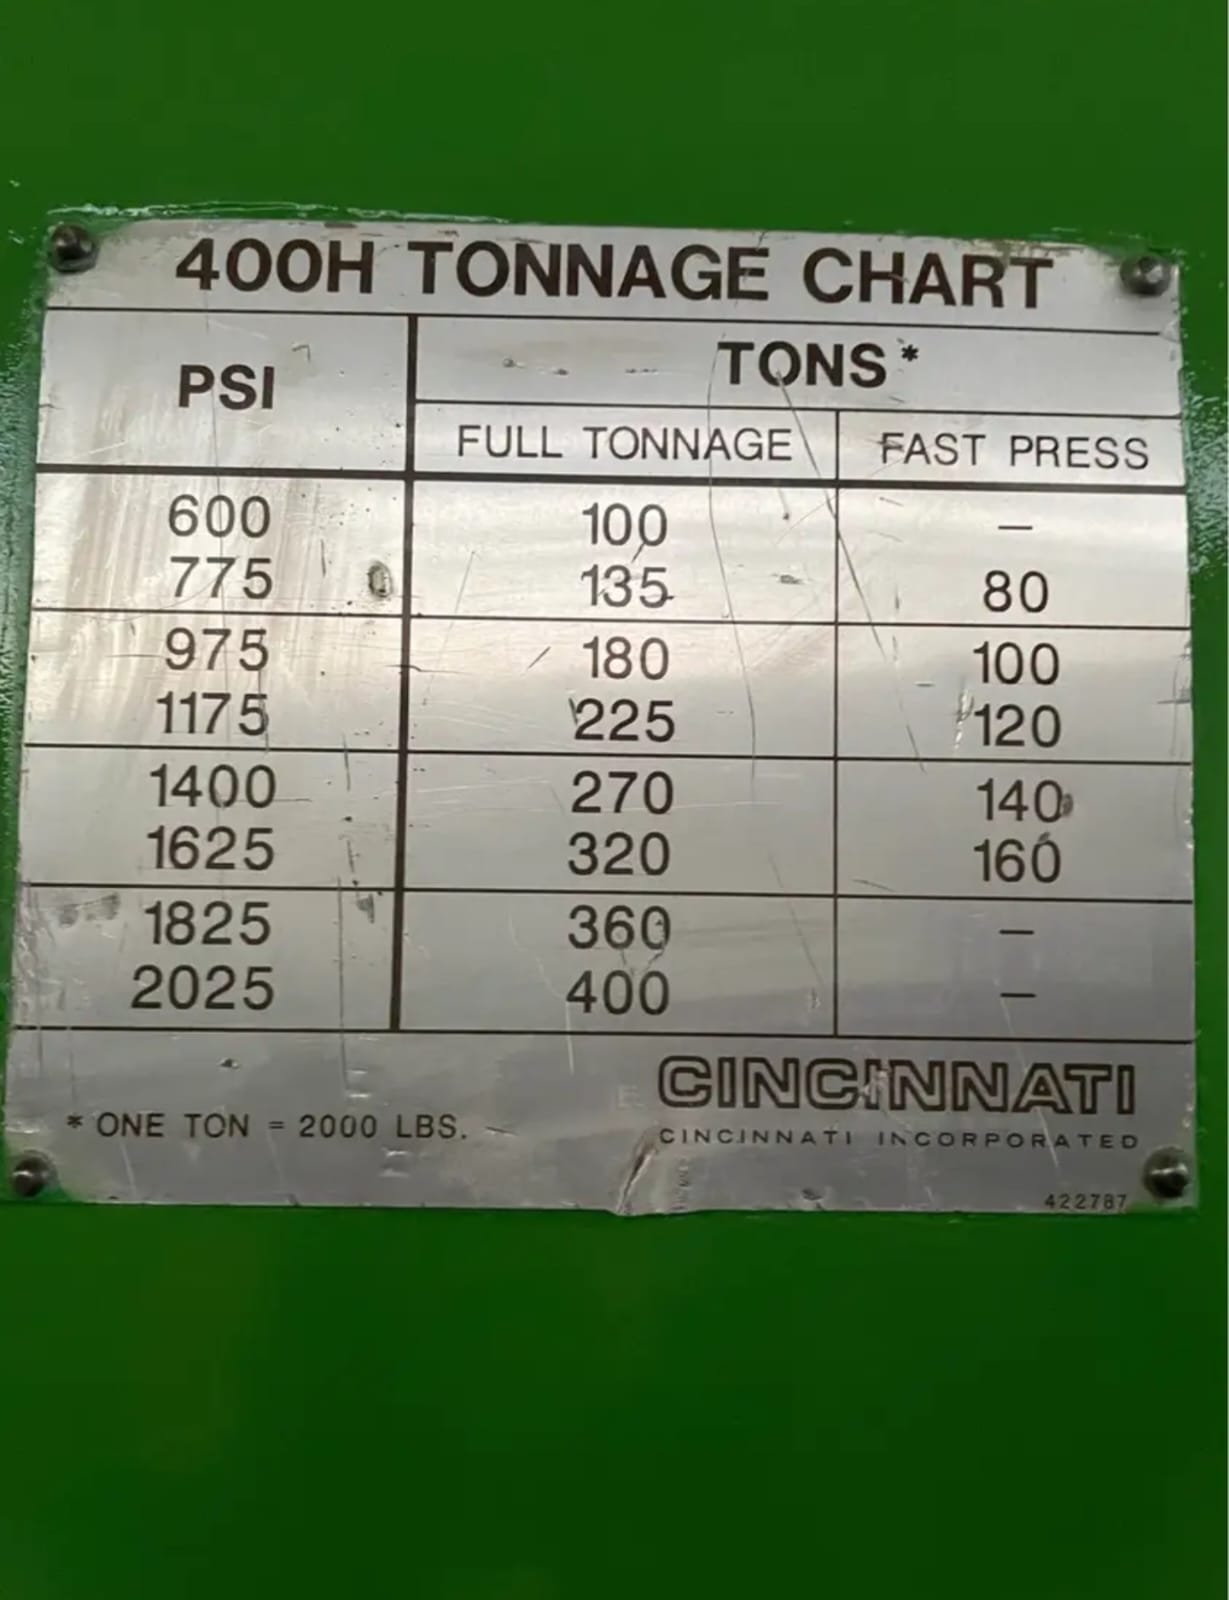 400H TONNAGE CHART
PSI
TONS*
FULL TONNAGE FAST PRESS
600 100 –
775 135 80
975 180 100
1175 225 120
1400 270 140
1625 320 160
1825 360 –
2025 400 –
CINCINNATI
* ONE TON = 2000 LBS.
CINCINNATI INCORPORATED
422787